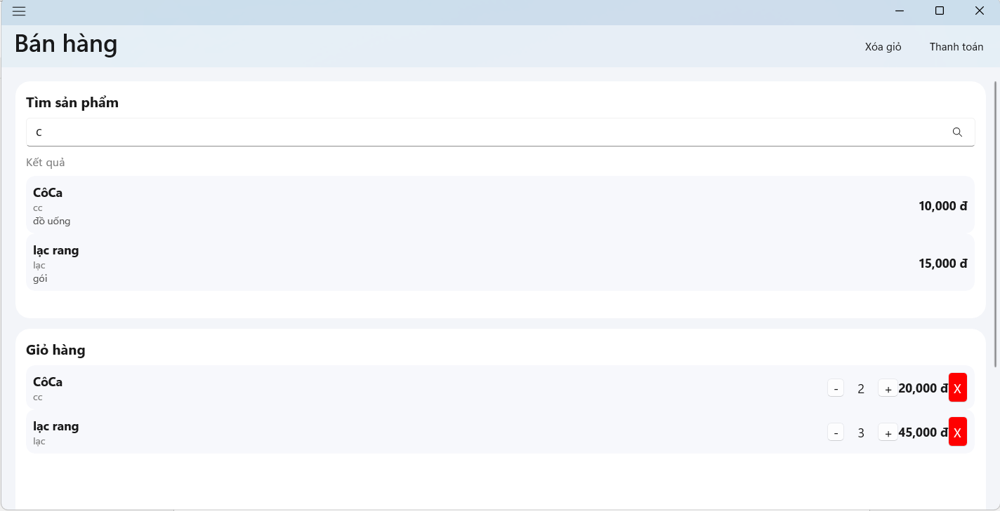 Bán hàng
Xóa giỏ Thanh toán
Tìm sản phẩm
c
Kết quả
CôCa
cc
đồ uống
10,000 đ
lạc rang
lạc
gói
15,000 đ
Giỏ hàng
CôCa
cc
- 2 + 20,000 đ X
lạc rang
lạc
- 3 + 45,000 đ X